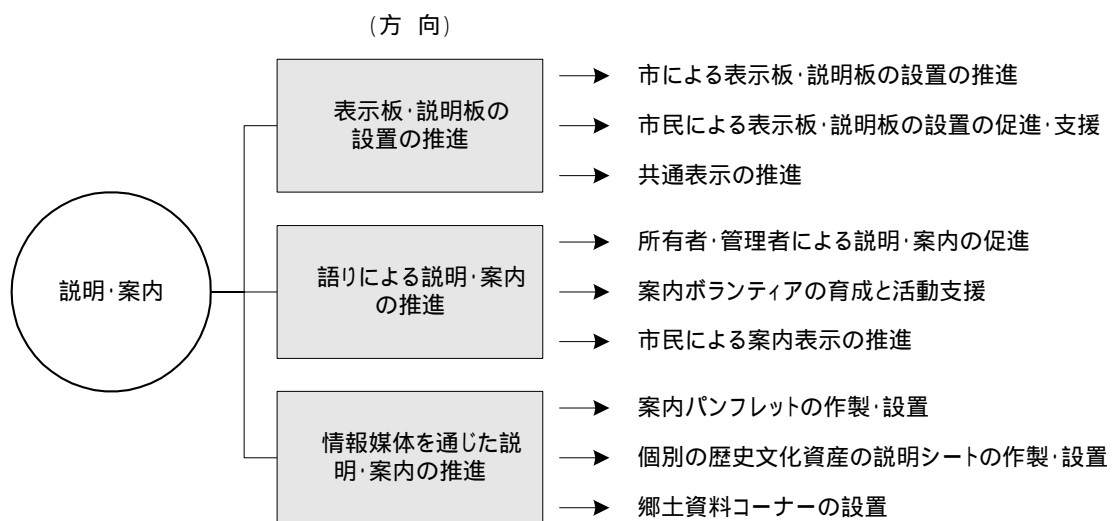 (方 向)
表示板・説明板の
設置の推進
市による表示板・説明板の設置の推進
市民による表示板・説明板の設置の促進・支援
共通表示の推進
説明・案内
語りによる説明・案内
の推進
所有者・管理者による説明・案内の促進
案内ボランティアの育成と活動支援
市民による案内表示の推進
情報媒体を通じた説
明・案内の推進
案内パンフレットの作製・設置
個別の歴史文化資産の説明シートの作製・設置
郷土資料コーナーの設置